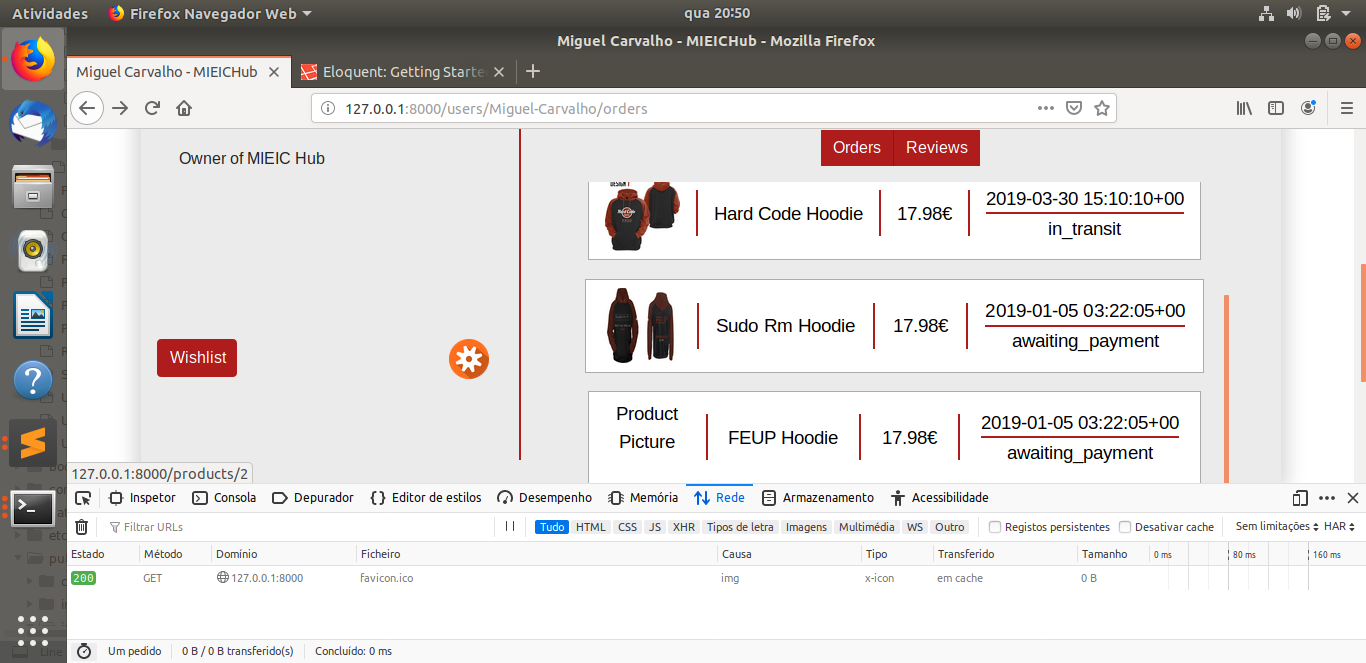 Atividades Firefox Navegador Web qua 20:50
Miguel Carvalho - MIEICHub - Mozilla Firefox
Miguel Carvalho - MIEICHub Eloquent: Getting Starte
127.0.0.1:8000/users/Miguel-Carvalho/orders
Owner of MIEIC Hub
Wishlist
Orders Reviews
Hard Code Hoodie 17.98€ 2019-03-30 15:10:10+00
in_transit
Sudo Rm Hoodie 17.98€ 2019-01-05 03:22:05+00
awaiting_payment
Product
Picture
FEUP Hoodie 17.98€ 2019-01-05 03:22:05+00
awaiting_payment
127.0.0.1:8000/products/2
Inspetor Consola Depurador Editor de estilos Desempenho Memória Rede Armazenamento Acessibilidade
Filtrar URLs Tudo HTML CSS JS XHR Tipos de letra Imagens Multimédia WS Outro Registos persistentes Desativar cache Sem limitações HAR
Estado Método Domínio Ficheiro Causa Tipo Transferido Tamanho 0 ms 80 ms 160 ms
200 GET 127.0.0.1:8000 favicon.ico img x-icon em cache 0 B
Um pedido 0 B / 0 B transferido(s) Concluído: 0 ms